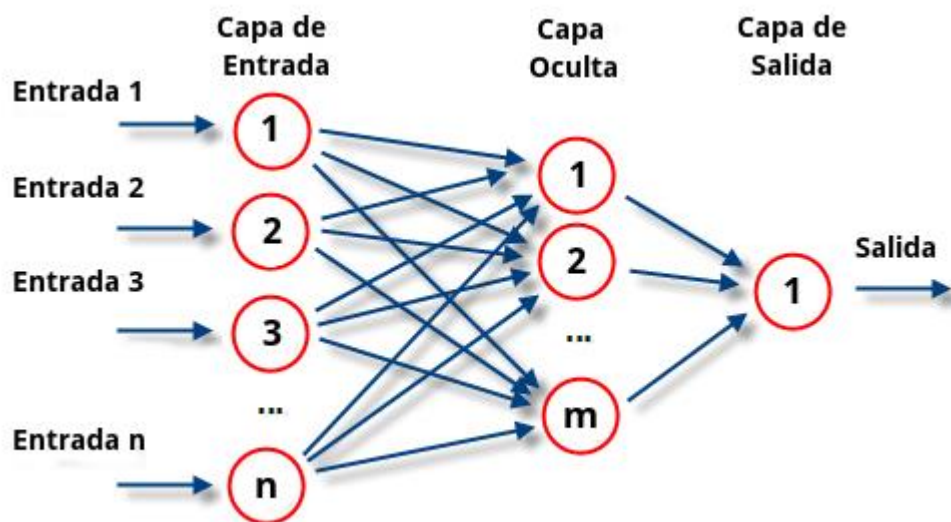 Capa de
Entrada
Capa
Oculta
Capa de
Salida
Entrada 1
Entrada 2
Entrada 3
Entrada n
1
2
3
...
n
1
2
...
m
1
Salida